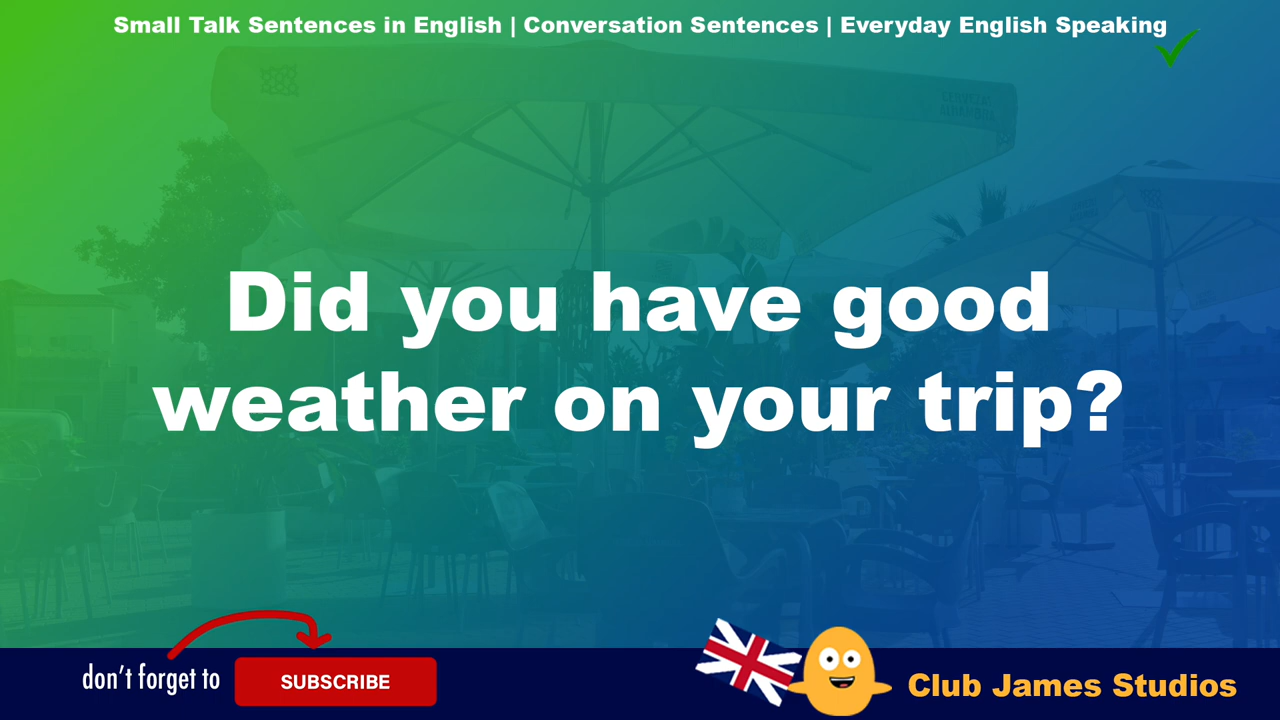 Small Talk Sentences in English | Conversation Sentences | Everyday English Speaking
Did you have good
weather on your trip?
don't forget to
SUBSCRIBE
Club James Studios